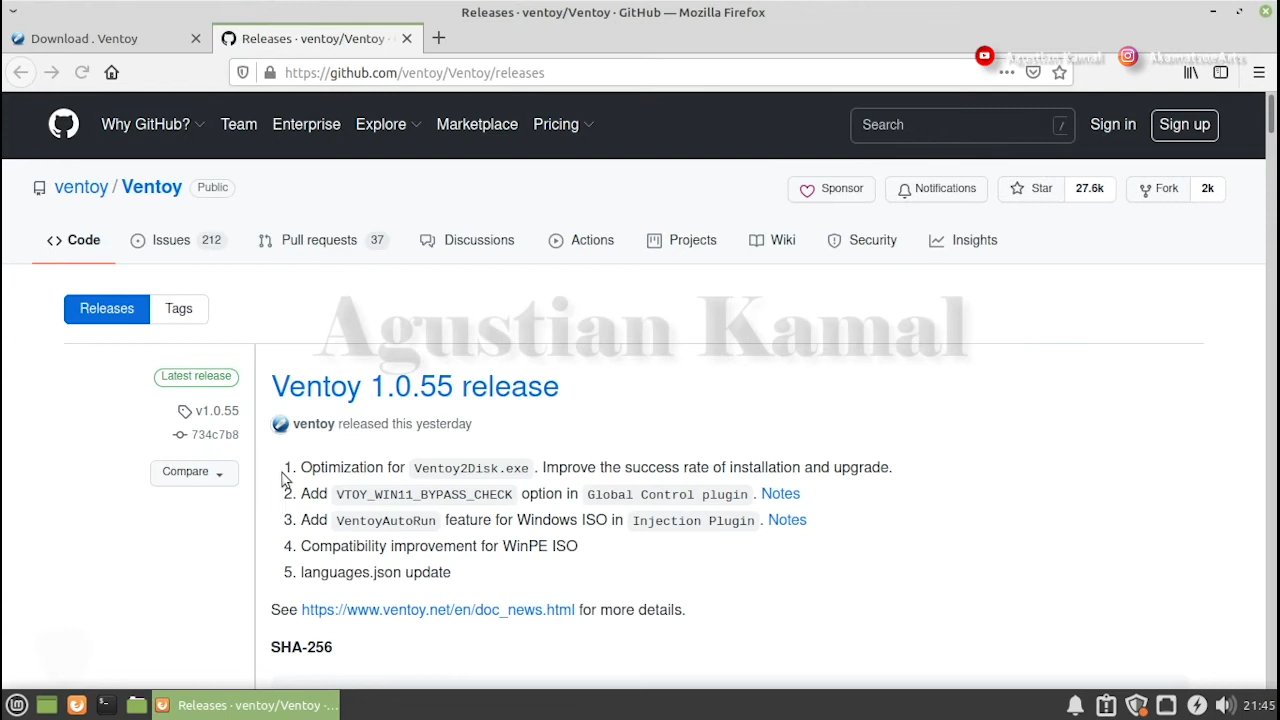 Releases · ventoy/Ventoy · GitHub — Mozilla Firefox
Download . Ventoy
Releases · ventoy/Ventoy ·
Agustian Kamal
https://github.com/ventoy/Ventoy/releases
Why GitHub? Team Enterprise Explore Marketplace Pricing
Search /
Sign in
Sign up
ventoy / Ventoy Public
Sponsor Notifications Star 27.6k Fork 2k
Code Issues 212 Pull requests 37 Discussions Actions Projects Wiki Security Insights
Releases Tags
Agustian Kamal
Latest release
v1.0.55
734c7b8
Compare
Ventoy 1.0.55 release
ventoy released this yesterday
1. Optimization for Ventoy2Disk.exe . Improve the success rate of installation and upgrade.
2. Add VTOY_WIN11_BYPASS_CHECK option in Global Control plugin . Notes
3. Add VentoyAutoRun feature for Windows ISO in Injection Plugin . Notes
4. Compatibility improvement for WinPE ISO
5. languages.json update
See https://www.ventoy.net/en/doc_news.html for more details.
SHA-256
Releases · ventoy/Ventoy ·...
21:45